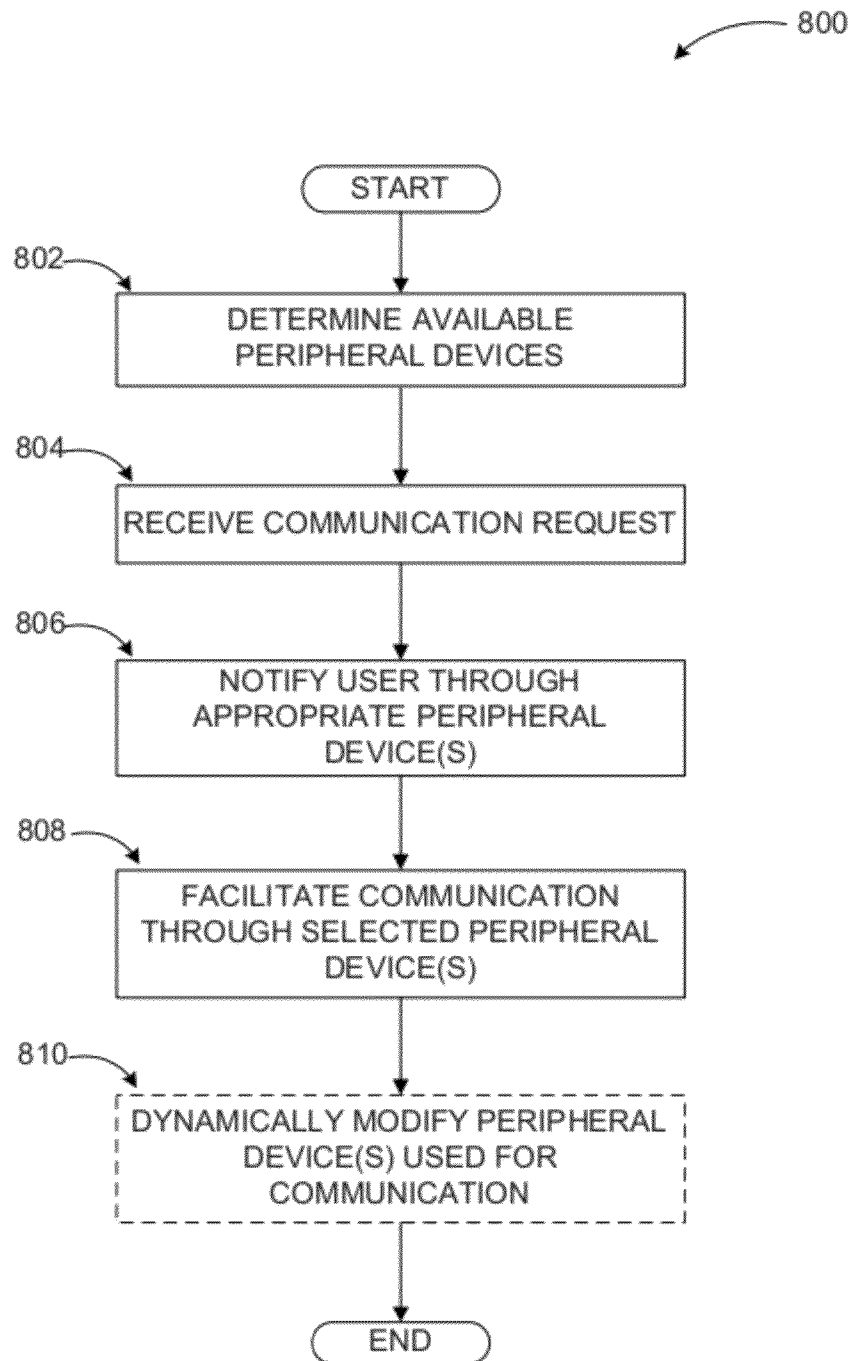 800
START
802
DETERMINE AVAILABLE
PERIPHERAL DEVICES
804
RECEIVE COMMUNICATION REQUEST
806
NOTIFY USER THROUGH
APPROPRIATE PERIPHERAL
DEVICE(S)
808
FACILITATE COMMUNICATION
THROUGH SELECTED PERIPHERAL
DEVICE(S)
810
DYNAMICALLY MODIFY PERIPHERAL
DEVICE(S) USED FOR
COMMUNICATION
END